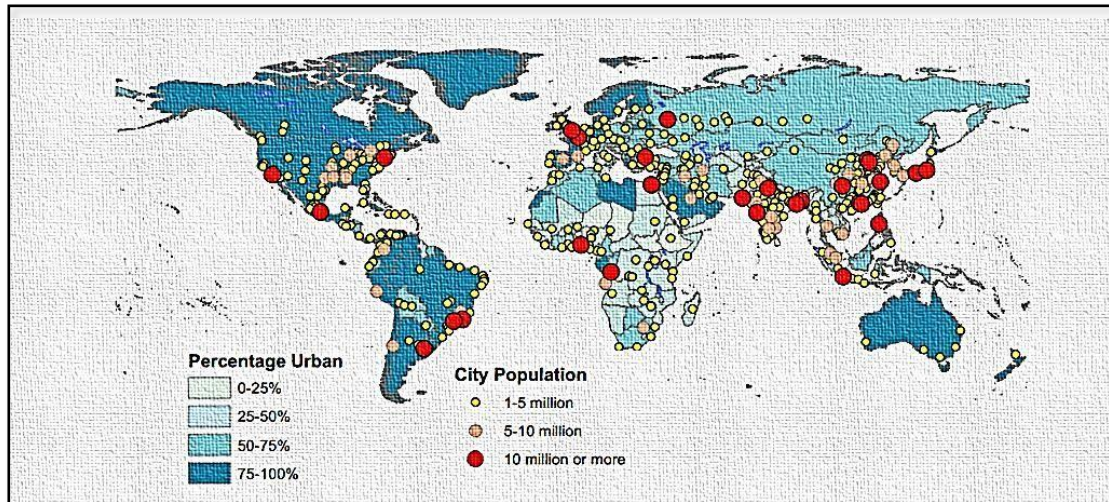 Percentage Urban
0-25%
25-50%
50-75%
75-100%
City Population
1-5 million
5-10 million
10 million or more